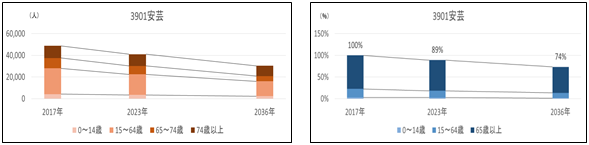 3901安芸
(人)
60,000
40,000
20,000
0
2017年 2023年 2036年
0~14歳 15~64歳 65~74歳 74歳以上
3901安芸
(%)
150%
100%
50%
0%
100% 89% 74%
2017年 2023年 2036年
0~14歳 15~64歳 65歳以上